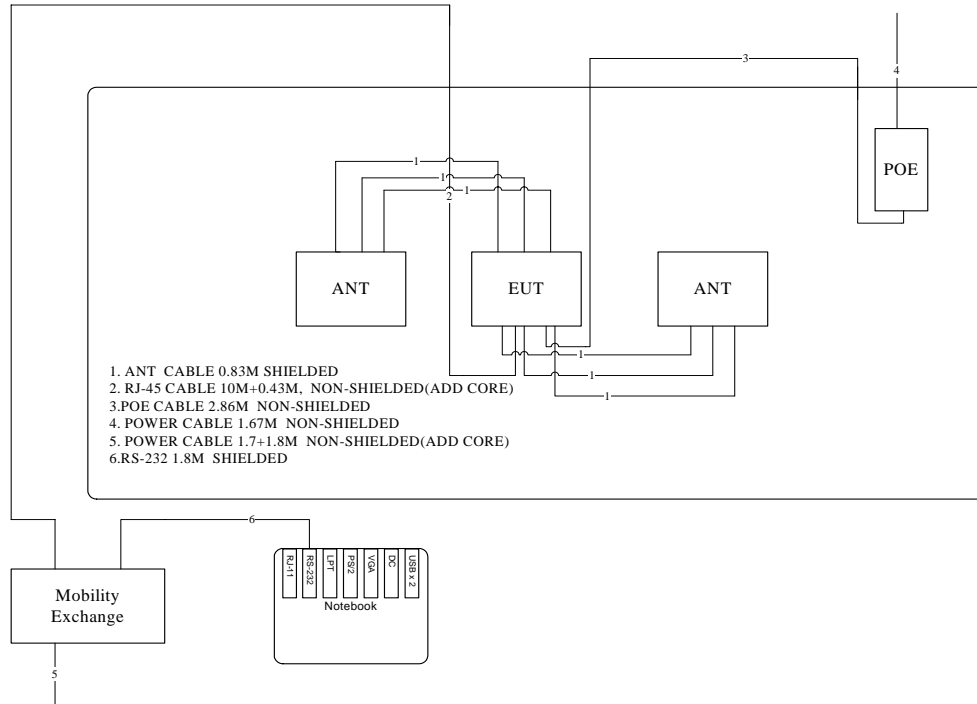 3
4
POE
1
1
1
2
ANT
EUT
ANT
1
1
1
1. ANT CABLE 0.83M SHIELDED
2. RJ-45 CABLE 10M+0.43M, NON-SHIELDED(ADD CORE)
3.POE CABLE 2.86M NON-SHIELDED
4. POWER CABLE 1.67M NON-SHIELDED
5. POWER CABLE 1.7+1.8M NON-SHIELDED(ADD CORE)
6.RS-232 1.8M SHIELDED
6
RJ-11
RS-232
LPT
PS/2
VGA
DC
USB x 2
Notebook
Mobility
Exchange
5